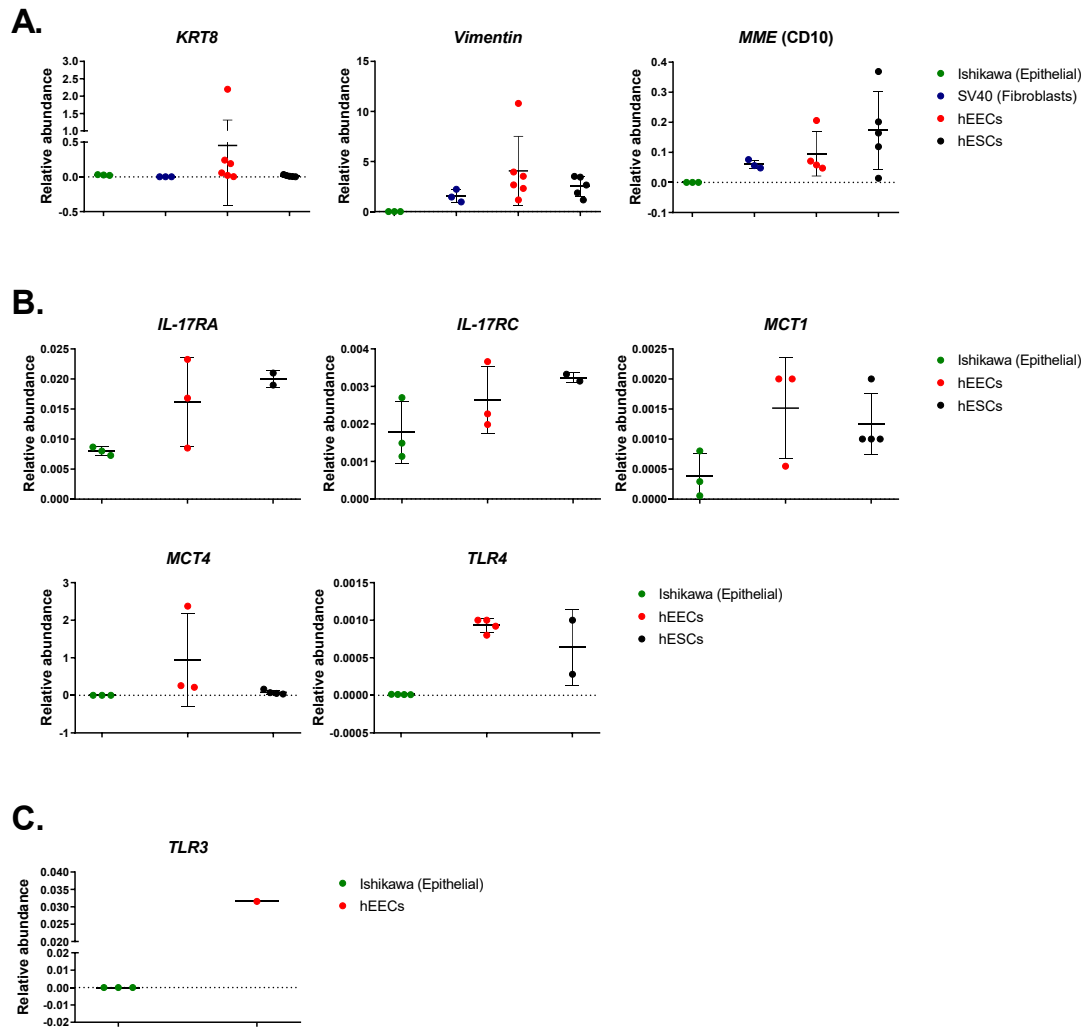 A.
KRT8
Vimentin
MME (CD10)
Relative abundance
3.0
2.5
2.0
1.5
1.0
0.5
0.0
-0.5
Relative abundance
15
10
5
0
Relative abundance
0.4
0.3
0.2
0.1
0.0
-0.1
Ishikawa (Epithelial)
SV40 (Fibroblasts)
hEECs
hESCs
B.
IL-17RA
IL-17RC
MCT1
Relative abundance
0.025
0.020
0.015
0.010
0.005
0.000
Relative abundance
0.004
0.003
0.002
0.001
0.000
Relative abundance
0.0025
0.0020
0.0015
0.0010
0.0005
0.0000
Ishikawa (Epithelial)
hEECs
hESCs
MCT4
TLR4
Relative abundance
3
2
1
0
-1
Relative abundance
0.0015
0.0010
0.0005
0.0000
-0.0005
Ishikawa (Epithelial)
hEECs
hESCs
C.
TLR3
Relative abundance
0.040
0.035
0.030
0.025
0.020
0.02
0.01
0.00
-0.01
-0.02
Ishikawa (Epithelial)
hEECs